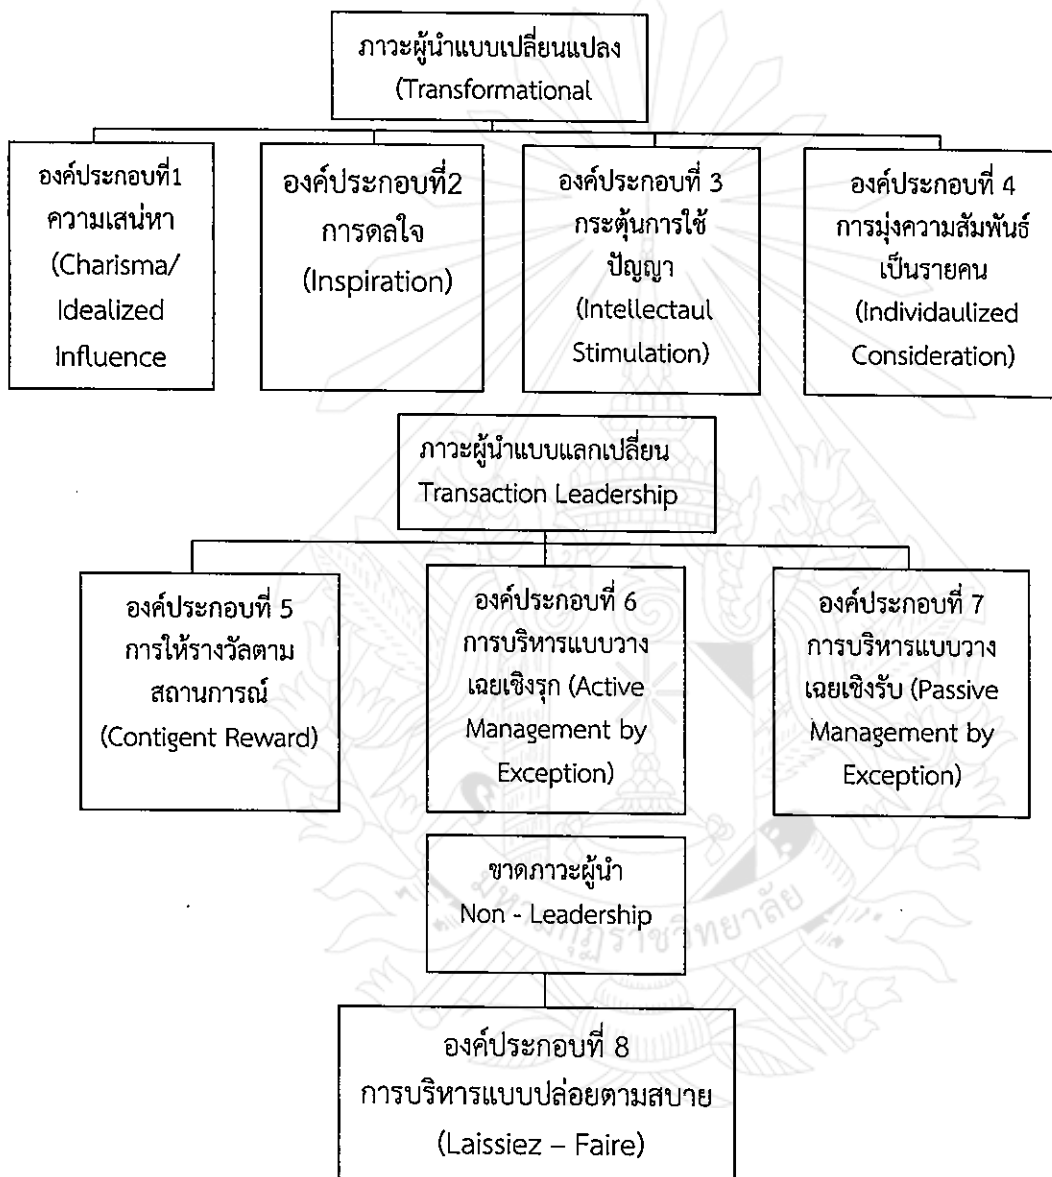 ภาวะผู้นำแบบเปลี่ยนแปลง
(Transformational
องค์ประกอบที่1
ความเสน่หา
(Charisma/
Idealized
Influence
องค์ประกอบที่2
การดลใจ
(Inspiration)
องค์ประกอบที่ 3
กระตุ้นการใช้
ปัญญา
(Intellectaul
Stimulation)
องค์ประกอบที่ 4
การมุ่งความสัมพันธ์
เป็นรายคน
(Individaulized
Consideration)
ภาวะผู้นำแบบแลกเปลี่ยน
Transaction Leadership
องค์ประกอบที่ 5
การให้รางวัลตาม
สถานการณ์
(Contigent Reward)
องค์ประกอบที่ 6
การบริหารแบบวาง
เฉยเชิงรุก (Active
Management by
Exception)
องค์ประกอบที่ 7
การบริหารแบบวาง
เฉยเชิงรับ (Passive
Management by
Exception)
ขาดภาวะผู้นำ
Non - Leadership
มหามกุฏราชวิทยาลัย
องค์ประกอบที่ 8
การบริหารแบบปล่อยตามสบาย
(Laissiez – Faire)